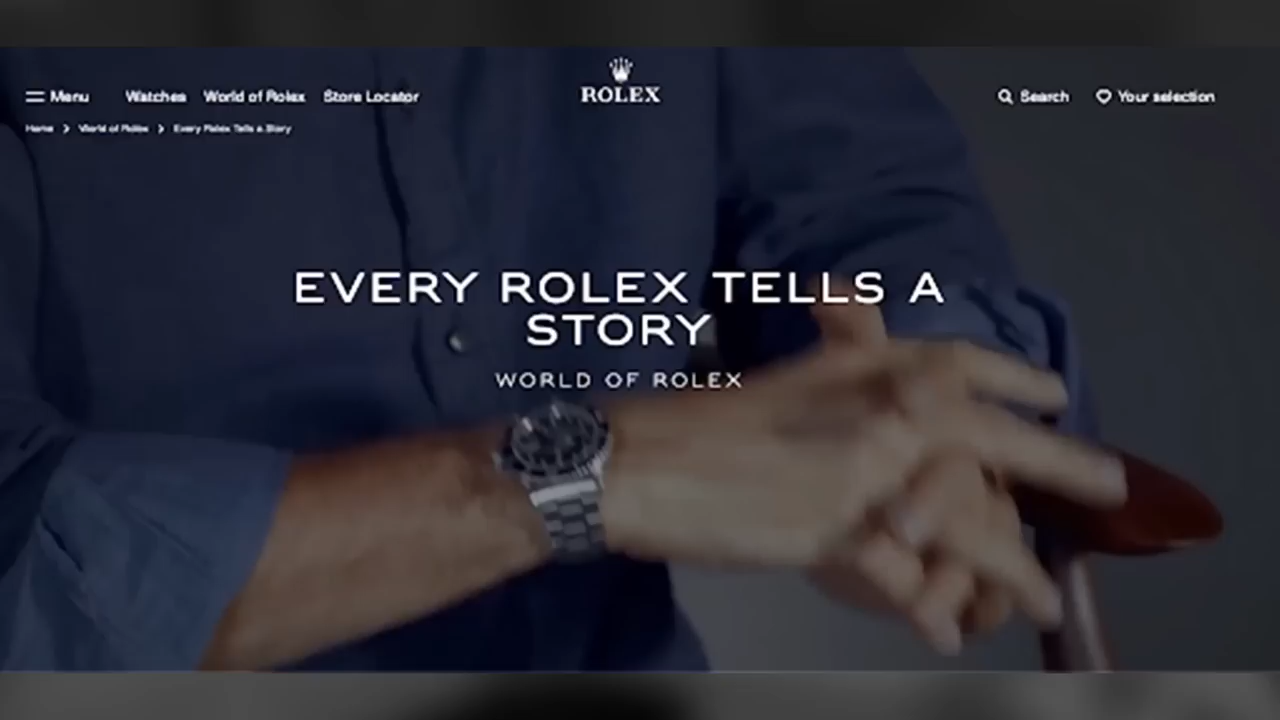 ROLEX
Menu Watches World of Rolex Store Locator Search Your selection
Home World of Rolex Every Rolex Tells a Story
EVERY ROLEX TELLS A
STORY
WORLD OF ROLEX